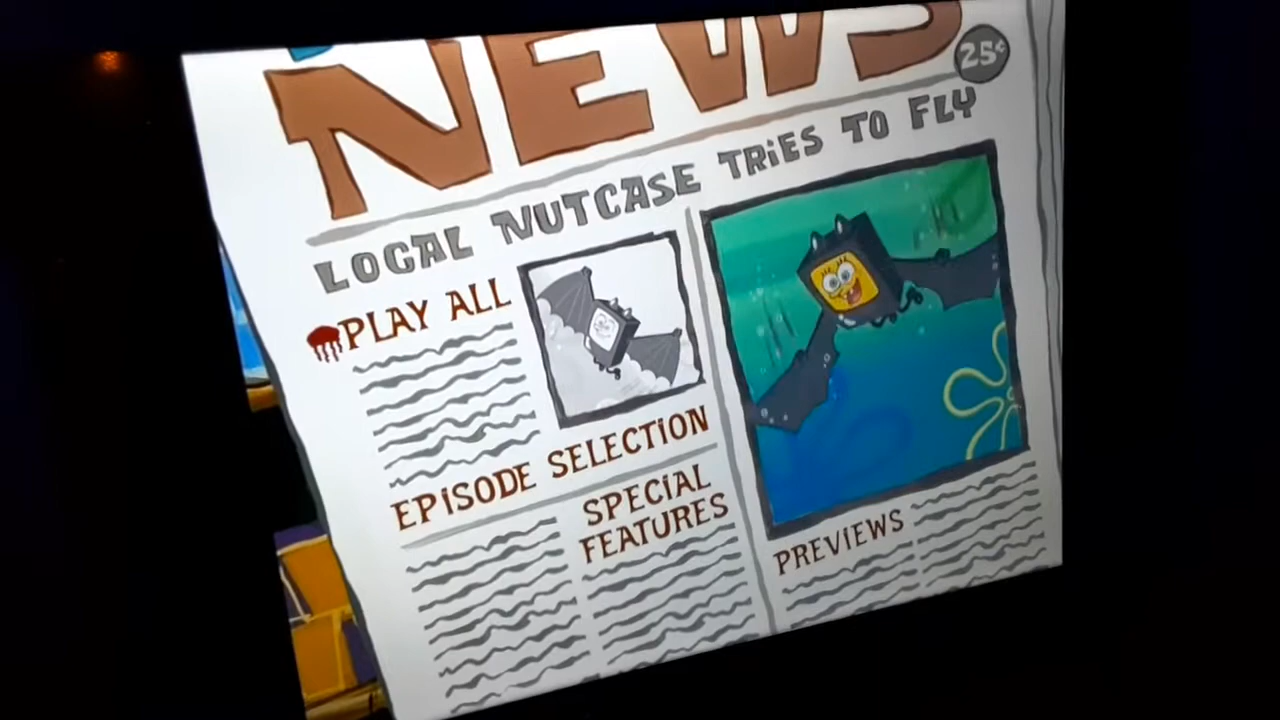 NEWS
25¢
LOCAL NUTCASE TRiES TO FLY
PLAY ALL
EPiSODE SELECTiON
SPECiAL
FEATURES
PREViEWS